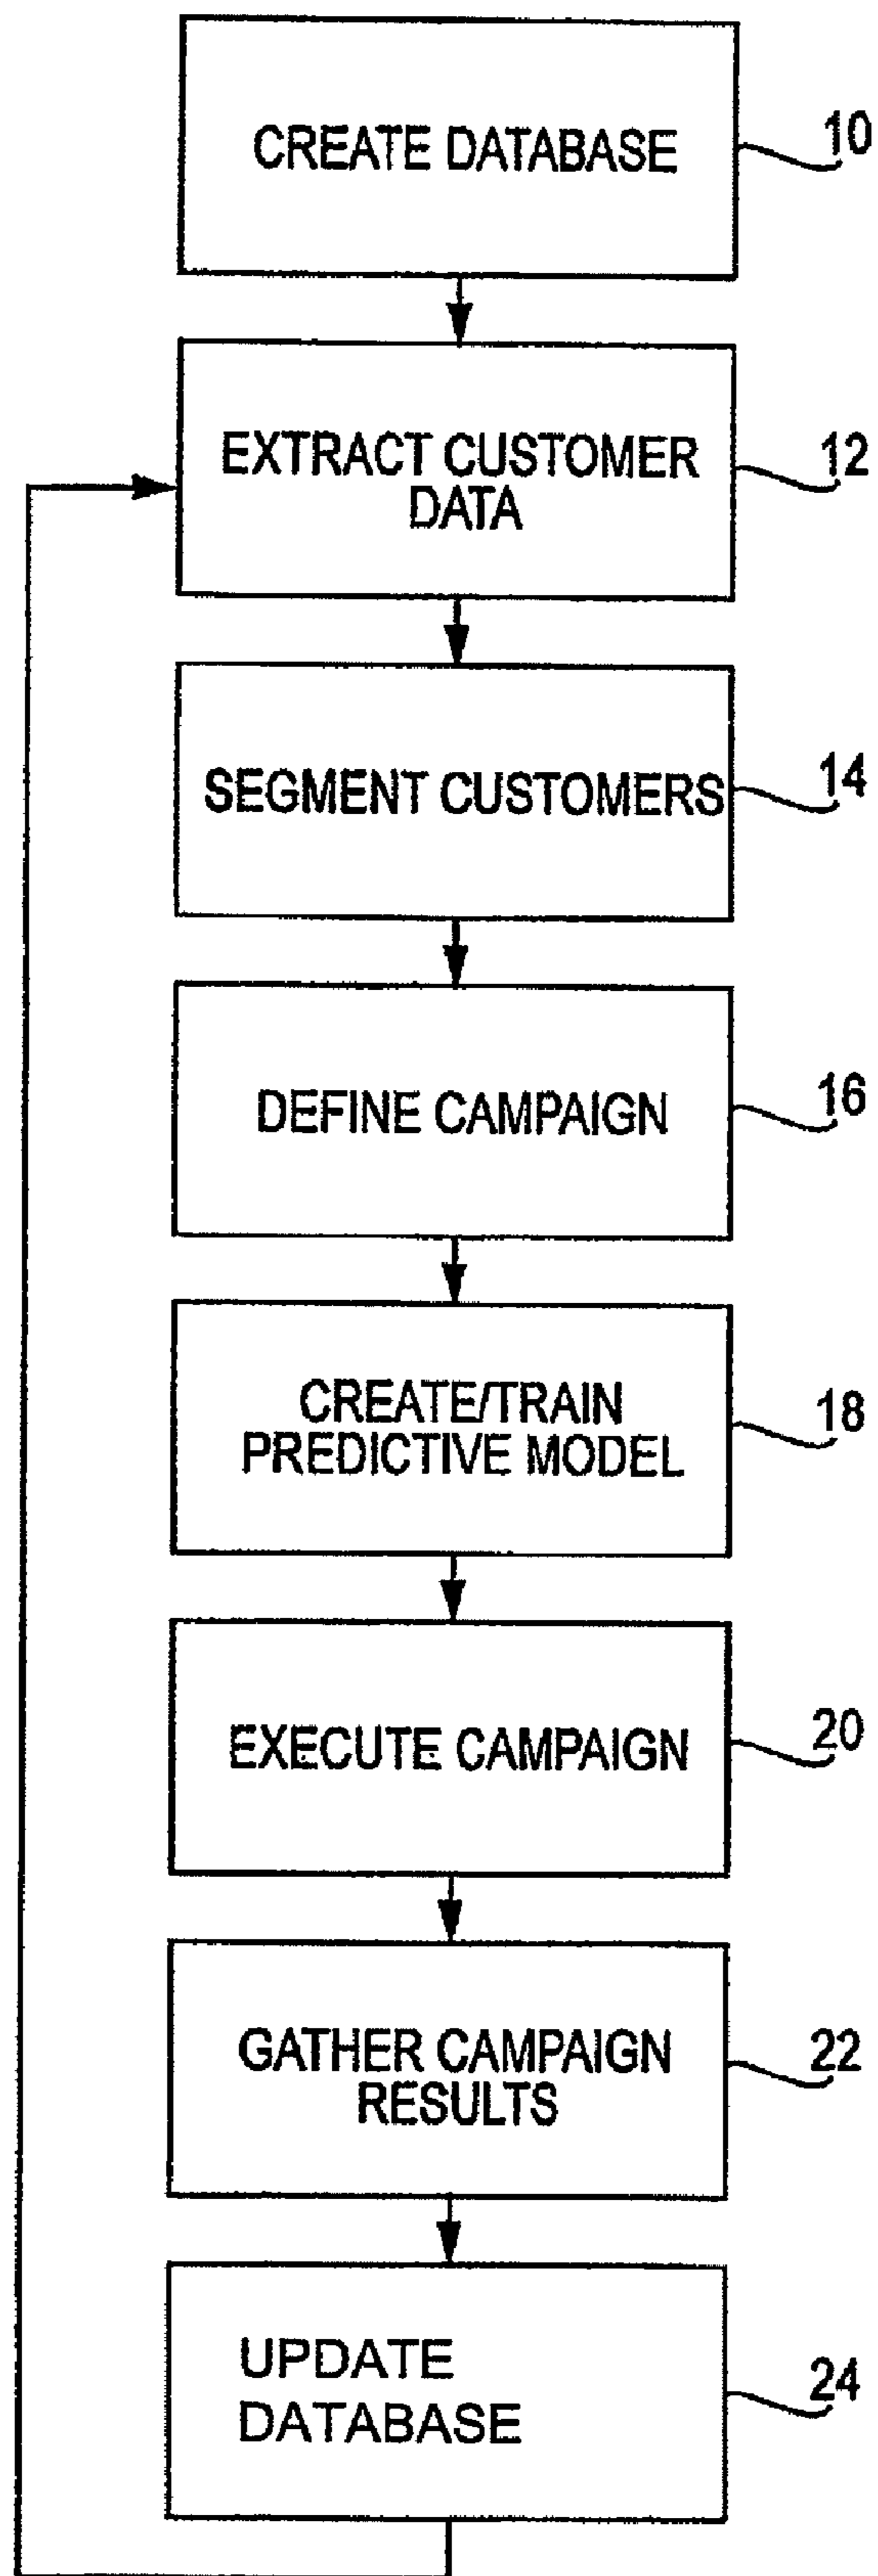 CREATE DATABASE
10
EXTRACT CUSTOMER
DATA
12
SEGMENT CUSTOMERS
14
DEFINE CAMPAIGN
16
CREATE/TRAIN
PREDICTIVE MODEL
18
EXECUTE CAMPAIGN
20
GATHER CAMPAIGN
RESULTS
22
UPDATE
DATABASE
24